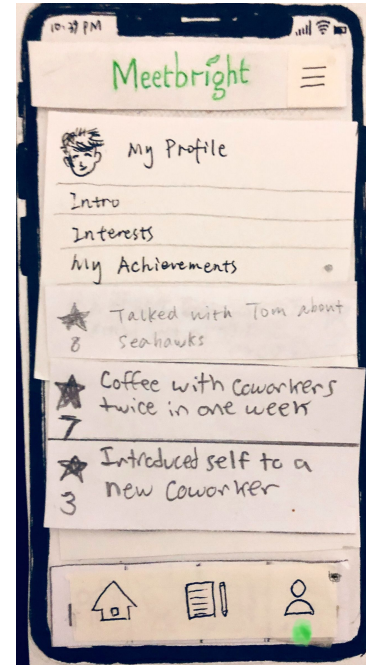 10:39 PM
Meetbright
My Profile
Intro
Interests
My Achievements
Talked with Tom about
8 Seahawks
Coffee with Coworkers
twice in one week
7
Introduced self to a
new Coworker
3